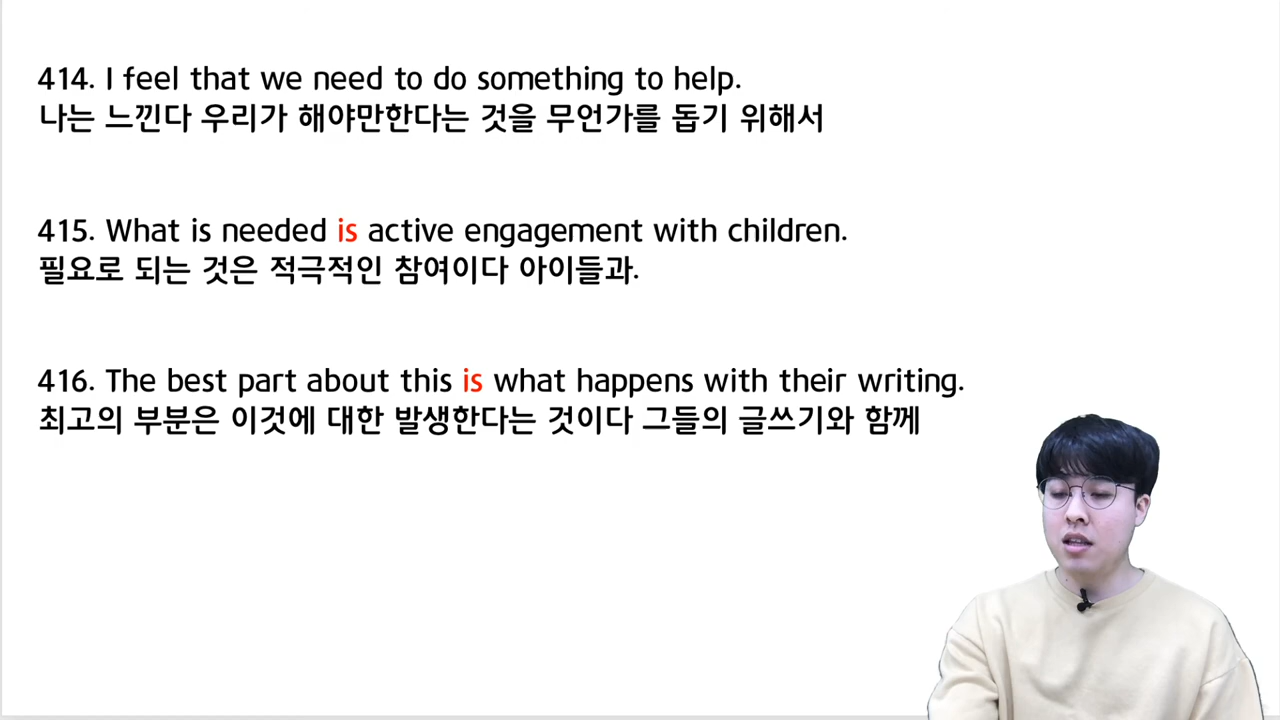 414. I feel that we need to do something to help.
나는 느낀다 우리가 해야만한다는 것을 무언가를 돕기 위해서
415. What is needed is active engagement with children.
필요로 되는 것은 적극적인 참여이다 아이들과.
416. The best part about this is what happens with their writing.
최고의 부분은 이것에 대한 발생한다는 것이다 그들의 글쓰기와 함께